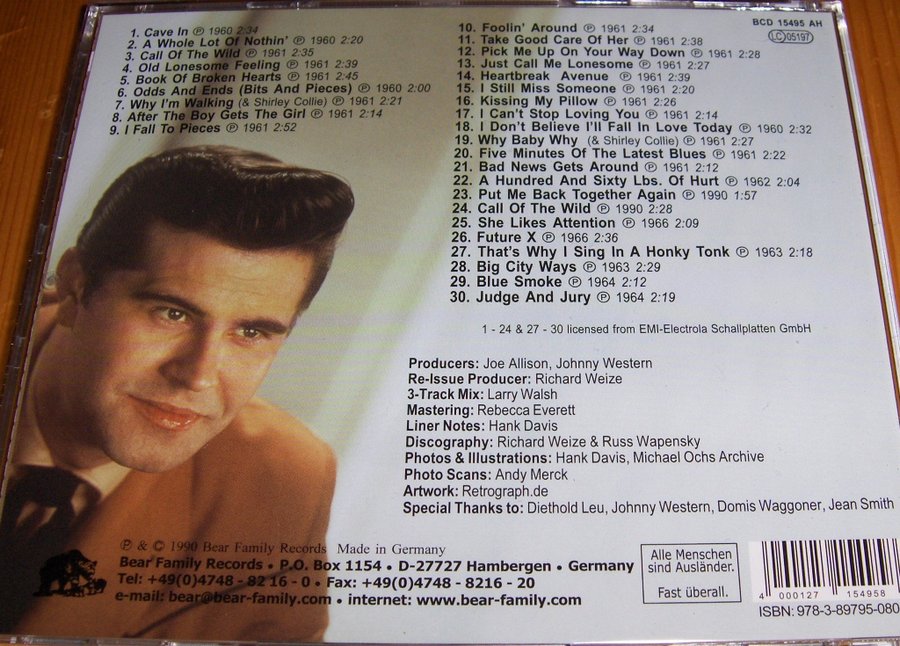 1. Cave In ℗ 1960 2:34
2. A Whole Lot Of Nothin' ℗ 1960 2:20
3. Call Of The Wild ℗ 1961 2:35
4. Old Lonesome Feeling ℗ 1961 2:39
5. Book Of Broken Hearts ℗ 1961 2:45
6. Odds And Ends (Bits And Pieces) ℗ 1960 2:00
7. Why I'm Walking (& Shirley Collie) ℗ 1961 2:21
8. After The Boy Gets The Girl ℗ 1961 2:14
9. I Fall To Pieces ℗ 1961 2:52
BCD 15495 AH
LC 05197
10. Foolin' Around ℗ 1961 2:34
11. Take Good Care Of Her ℗ 1961 2:38
12. Pick Me Up On Your Way Down ℗ 1961 2:28
13. Just Call Me Lonesome ℗ 1961 2:27
14. Heartbreak Avenue ℗ 1961 2:39
15. I Still Miss Someone ℗ 1961 2:20
16. Kissing My Pillow ℗ 1961 2:26
17. I Can't Stop Loving You ℗ 1961 2:14
18. I Don't Believe I'll Fall In Love Today ℗ 1960 2:32
19. Why Baby Why (& Shirley Collie) ℗ 1961 2:13
20. Five Minutes Of The Latest Blues ℗ 1961 2:22
21. Bad News Gets Around ℗ 1961 2:12
22. A Hundred And Sixty Lbs. Of Hurt ℗ 1962 2:04
23. Put Me Back Together Again ℗ 1990 1:57
24. Call Of The Wild ℗ 1990 2:28
25. She Likes Attention ℗ 1966 2:09
26. Future X ℗ 1966 2:36
27. That's Why I Sing In A Honky Tonk ℗ 1963 2:18
28. Big City Ways ℗ 1963 2:29
29. Blue Smoke ℗ 1964 2:12
30. Judge And Jury ℗ 1964 2:19
1 - 24 & 27 - 30 licensed from EMI-Electrola Schallplatten GmbH
Producers: Joe Allison, Johnny Western
Re-Issue Producer: Richard Weize
3-Track Mix: Larry Walsh
Mastering: Rebecca Everett
Liner Notes: Hank Davis
Discography: Richard Weize & Russ Wapensky
Photos & Illustrations: Hank Davis, Michael Ochs Archive
Photo Scans: Andy Merck
Artwork: Retrograph.de
Special Thanks to: Diethold Leu, Johnny Western, Domis Waggoner, Jean Smith
℗ & © 1990 Bear Family Records Made in Germany
Bear Family Records • P.O. Box 1154 • D-27727 Hambergen • Germany
Tel: +49(0)4748 - 82 16 - 0 • Fax: +49(0)4748 - 8216 - 20
e-mail: bear@bear-family.com • internet: www.bear-family.com
Alle Menschen
sind Ausländer.
Fast überall.
4 000127 154958
ISBN: 978-3-89795-080